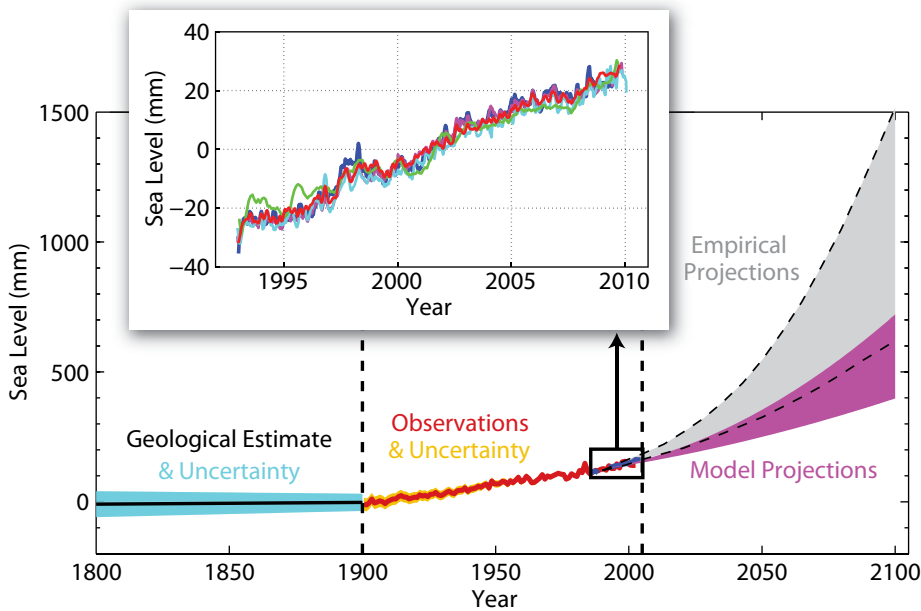 40
20
0
−20
−40
Sea Level (mm)
1995
2000
2005
2010
Year
1500
1000
500
0
Sea Level (mm)
Empirical
Projections
Geological Estimate
& Uncertainty
Observations
& Uncertainty
Model Projections
1800
1850
1900
1950
2000
2050
2100
Year